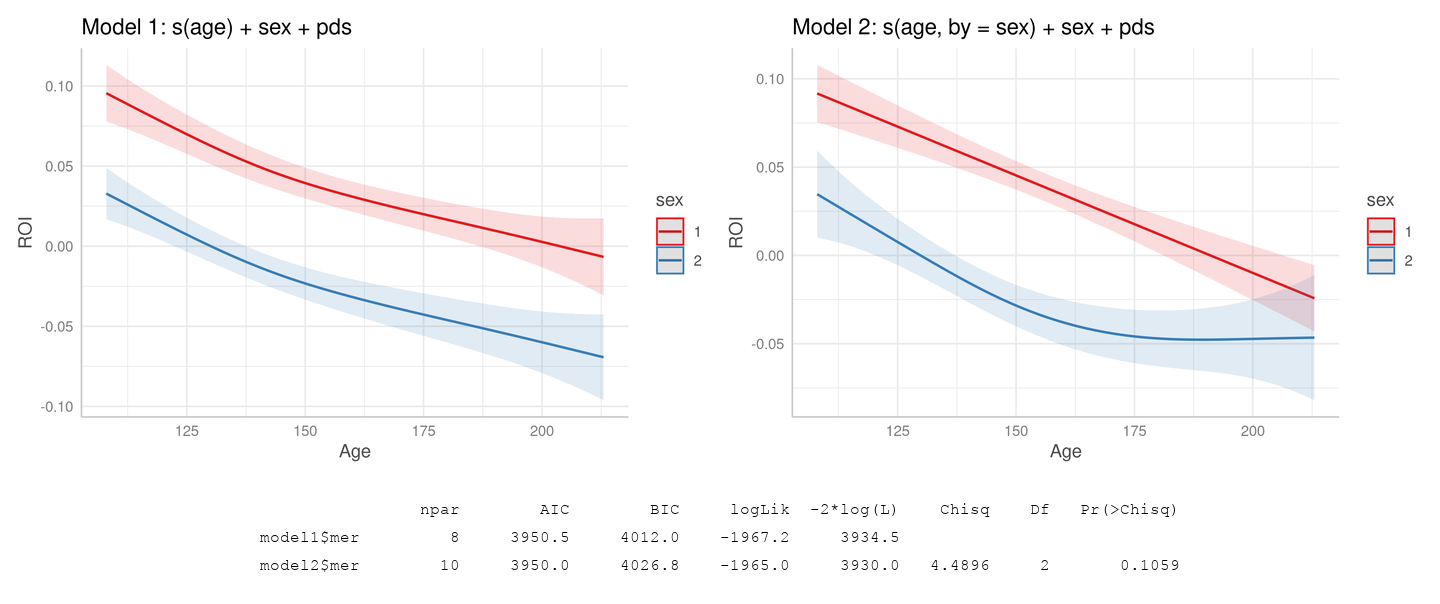 Model 1: s(age) + sex + pds
0.10
0.05
0.00
-0.05
-0.10
ROI
125 150 175 200
Age
sex
1
2
Model 2: s(age, by = sex) + sex + pds
0.10
0.05
0.00
-0.05
ROI
125 150 175 200
Age
sex
1
2
npar AIC BIC logLik -2*log(L) Chisq Df Pr(>Chisq)
model1$mer 8 3950.5 4012.0 -1967.2 3934.5
model2$mer 10 3950.0 4026.8 -1965.0 3930.0 4.4896 2 0.1059